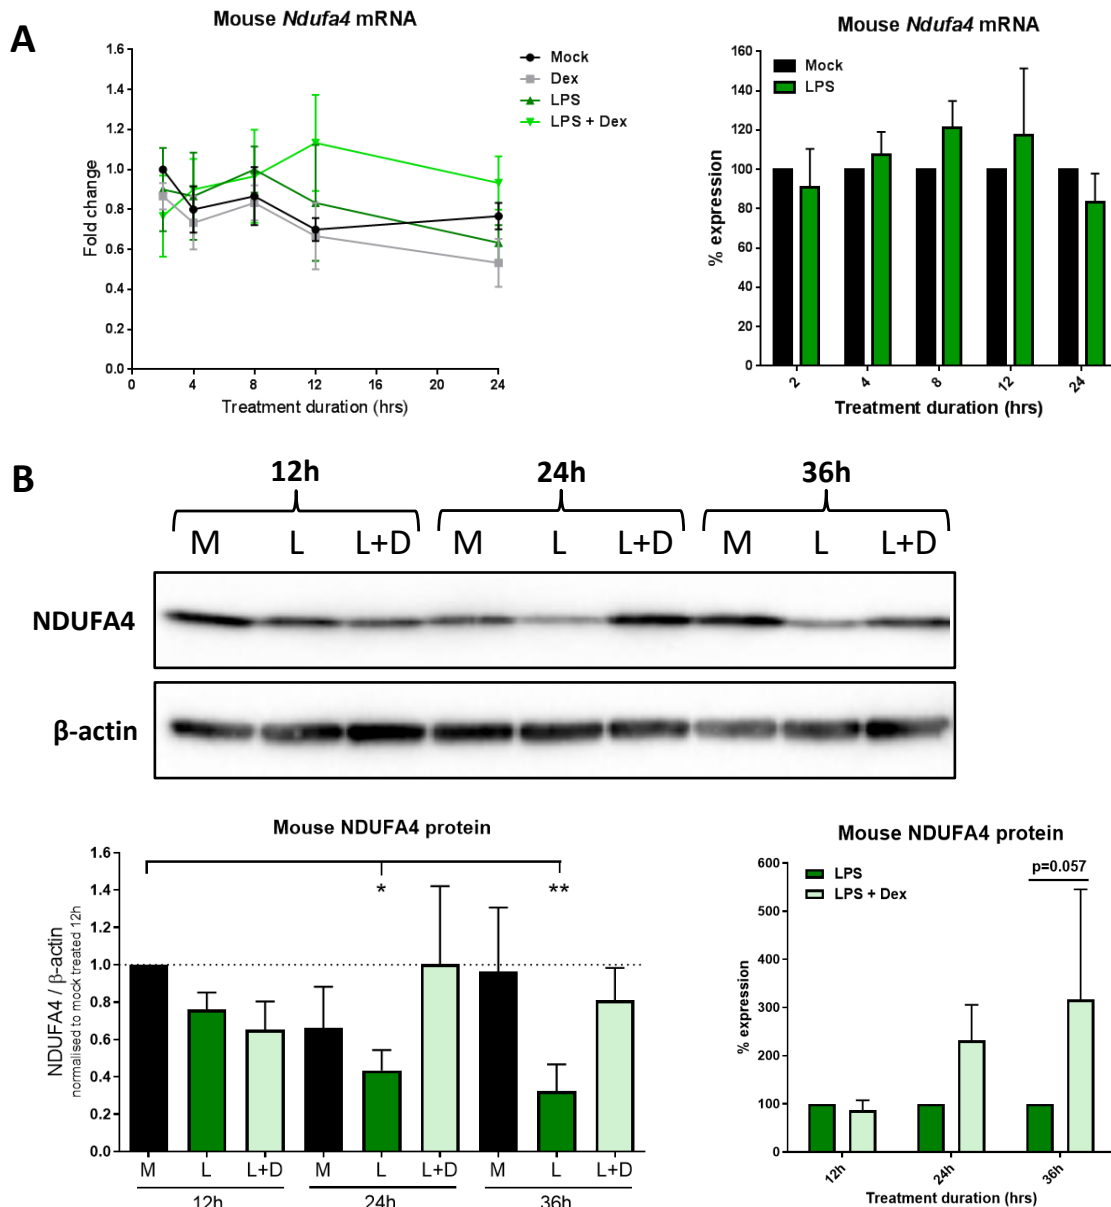 A
Mouse Ndufa4 mRNA
Fold change
1.6
1.4
1.2
1.0
0.8
0.6
0.4
0.2
0.0
0 4 8 12 16 20 24
Treatment duration (hrs)
Mock
Dex
LPS
LPS + Dex
Mouse Ndufa4 mRNA
% expression
160
140
120
100
80
60
40
20
0
Mock
LPS
2 4 8 12 24
Treatment duration (hrs)
B
12h 24h 36h
M L L+D M L L+D M L L+D
NDUFA4
β-actin
Mouse NDUFA4 protein
NDUFA4 / β-actin
normalised to mock treated 12h
1.6
1.4
1.2
1.0
0.8
0.6
0.4
0.2
0.0
* **
M L L+D M L L+D M L L+D
12h 24h 36h
Mouse NDUFA4 protein
% expression
600
500
400
300
200
100
0
LPS
LPS + Dex
p=0.057
12h 24h 36h
Treatment duration (hrs)